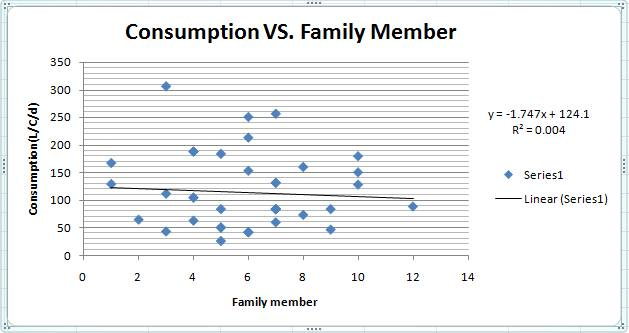 Consumption VS. Family Member
Consumption(L/C/d)
350
300
250
200
150
100
50
0
0 2 4 6 8 10 12 14
Family member
y = -1.747x + 124.1
R² = 0.004
Series1
Linear (Series1)